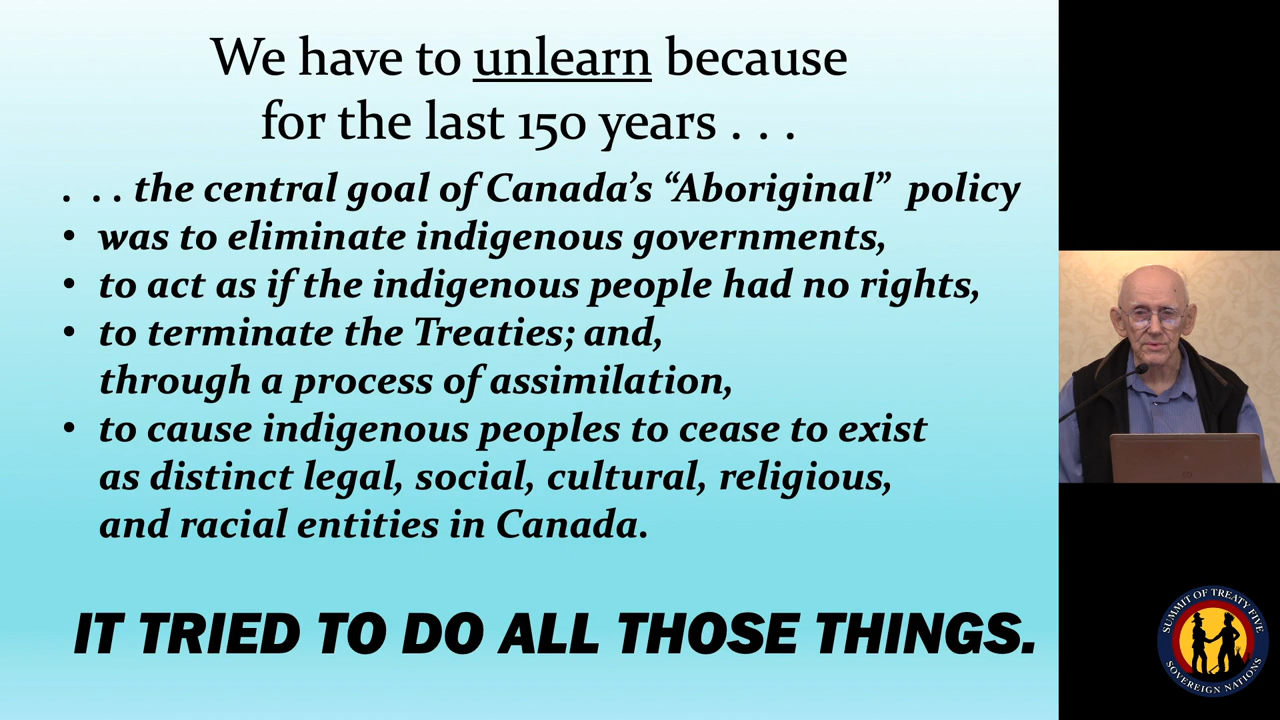 We have to unlearn because
for the last 150 years . . .
. . . the central goal of Canada’s “Aboriginal” policy
• was to eliminate indigenous governments,
• to act as if the indigenous people had no rights,
• to terminate the Treaties; and,
through a process of assimilation,
• to cause indigenous peoples to cease to exist
as distinct legal, social, cultural, religious,
and racial entities in Canada.
IT TRIED TO DO ALL THOSE THINGS.
SUMMIT OF TREATY FIVE
SOVEREIGN NATIONS